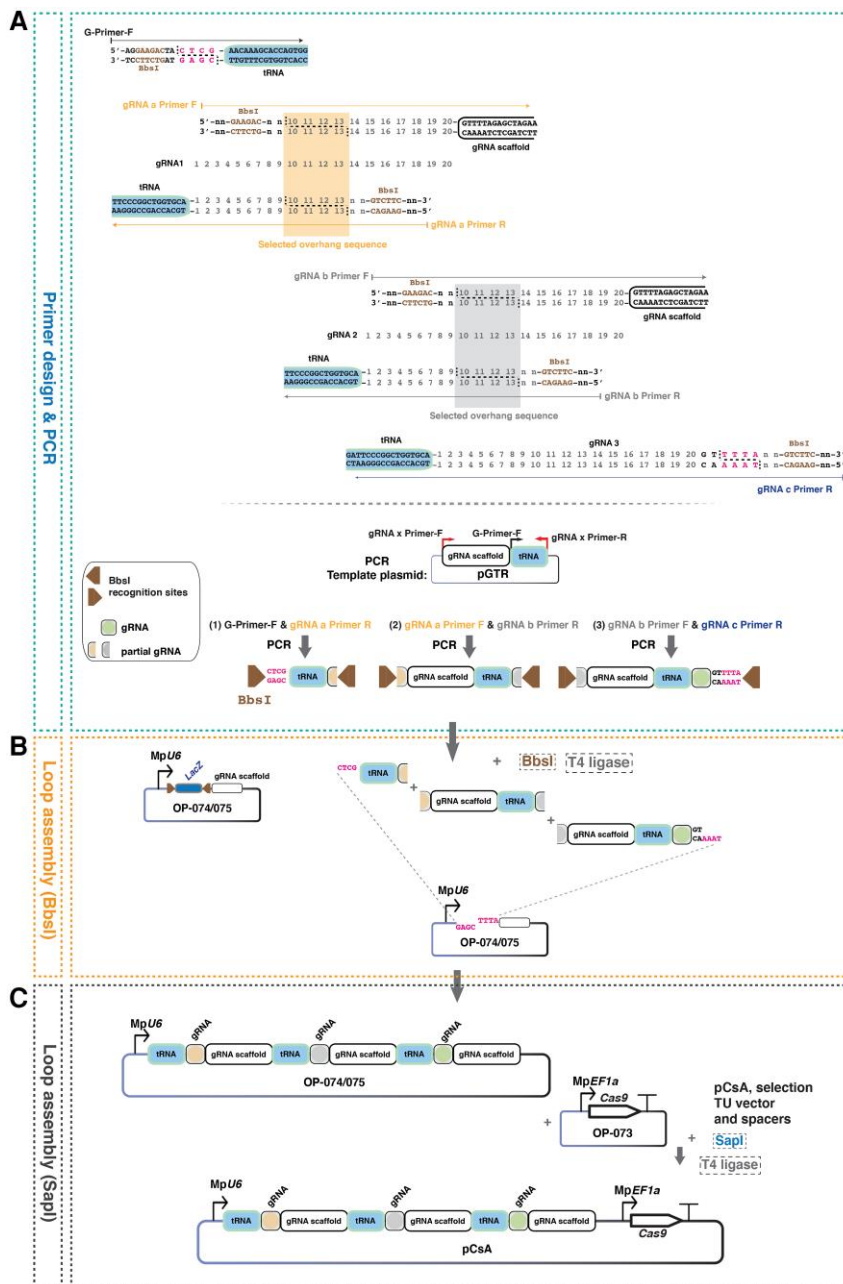 A
Primer design & PCR
G-Primer-F
5’-AGGAAGACTA C T C G AACAAAGCACCAGTGG
3’-TCCTTCTGAT G A G C TTGTTTCGTGGTCACC
BbsI
tRNA
gRNA a Primer F
BbsI
5’-nn-GAAGAC-n n 10 11 12 13 14 15 16 17 18 19 20 GTTTTAGAGCTAGAA
3’-nn-CTTCTG-n n 10 11 12 13 14 15 16 17 18 19 20 CAAAATCTCGATCTT
gRNA scaffold
gRNA1 1 2 3 4 5 6 7 8 9 10 11 12 13 14 15 16 17 18 19 20
tRNA
BbsI
TTCCCGGCTGGTGCA -1 2 3 4 5 6 7 8 9 10 11 12 13 n n-GTCTTC-nn-3’
AAGGGCCGACCACGT -1 2 3 4 5 6 7 8 9 10 11 12 13 n n-CAGAAG-nn-5’
gRNA a Primer R
Selected overhang sequence
gRNA b Primer F
BbsI
5’-nn-GAAGAC-n n 10 11 12 13 14 15 16 17 18 19 20 GTTTTAGAGCTAGAA
3’-nn-CTTCTG-n n 10 11 12 13 14 15 16 17 18 19 20 CAAAATCTCGATCTT
gRNA scaffold
gRNA 2 1 2 3 4 5 6 7 8 9 10 11 12 13 14 15 16 17 18 19 20
tRNA
BbsI
TTCCCGGCTGGTGCA -1 2 3 4 5 6 7 8 9 10 11 12 13 n n-GTCTTC-nn-3’
AAGGGCCGACCACGT -1 2 3 4 5 6 7 8 9 10 11 12 13 n n-CAGAAG-nn-5’
gRNA b Primer R
Selected overhang sequence
tRNA
gRNA 3
BbsI
GATTCCCGGCTGGTGCA -1 2 3 4 5 6 7 8 9 10 11 12 13 14 15 16 17 18 19 20 G T T T T A n n-GTCTTC-nn-3’
CTAAGGGCCGACCACGT -1 2 3 4 5 6 7 8 9 10 11 12 13 14 15 16 17 18 19 20 C A A A A T n n-CAGAAG-nn-5’
gRNA c Primer R
gRNA x Primer-F G-Primer-F gRNA x Primer-R
PCR
Template plasmid:
gRNA scaffold
tRNA
pGTR
BbsI
recognition sites
gRNA
partial gRNA
(1) G-Primer-F & gRNA a Primer R
(2) gRNA a Primer F & gRNA b Primer R
(3) gRNA b Primer F & gRNA c Primer R
PCR
PCR
PCR
CTCG
GAGC
tRNA
BbsI
gRNA scaffold
tRNA
gRNA scaffold
tRNA
GTTTTA
CAAAAT
B
Loop assembly (BbsI)
MpU6
LacZ
gRNA scaffold
OP-074/075
CTCG
tRNA
+ BbsI T4 ligase
+
gRNA scaffold
tRNA
+
gRNA scaffold
tRNA
GT
CAAAAT
MpU6
GAGC
TTTA
OP-074/075
C
Loop assembly (SapI)
MpU6
gRNA
gRNA
gRNA
tRNA gRNA scaffold tRNA gRNA scaffold tRNA gRNA scaffold
OP-074/075
+
MpEF1a
Cas9
OP-073
pCsA, selection
TU vector
and spacers
+
SapI
T4 ligase
MpU6
gRNA
gRNA
gRNA
MpEF1a
tRNA gRNA scaffold tRNA gRNA scaffold tRNA gRNA scaffold
Cas9
pCsA